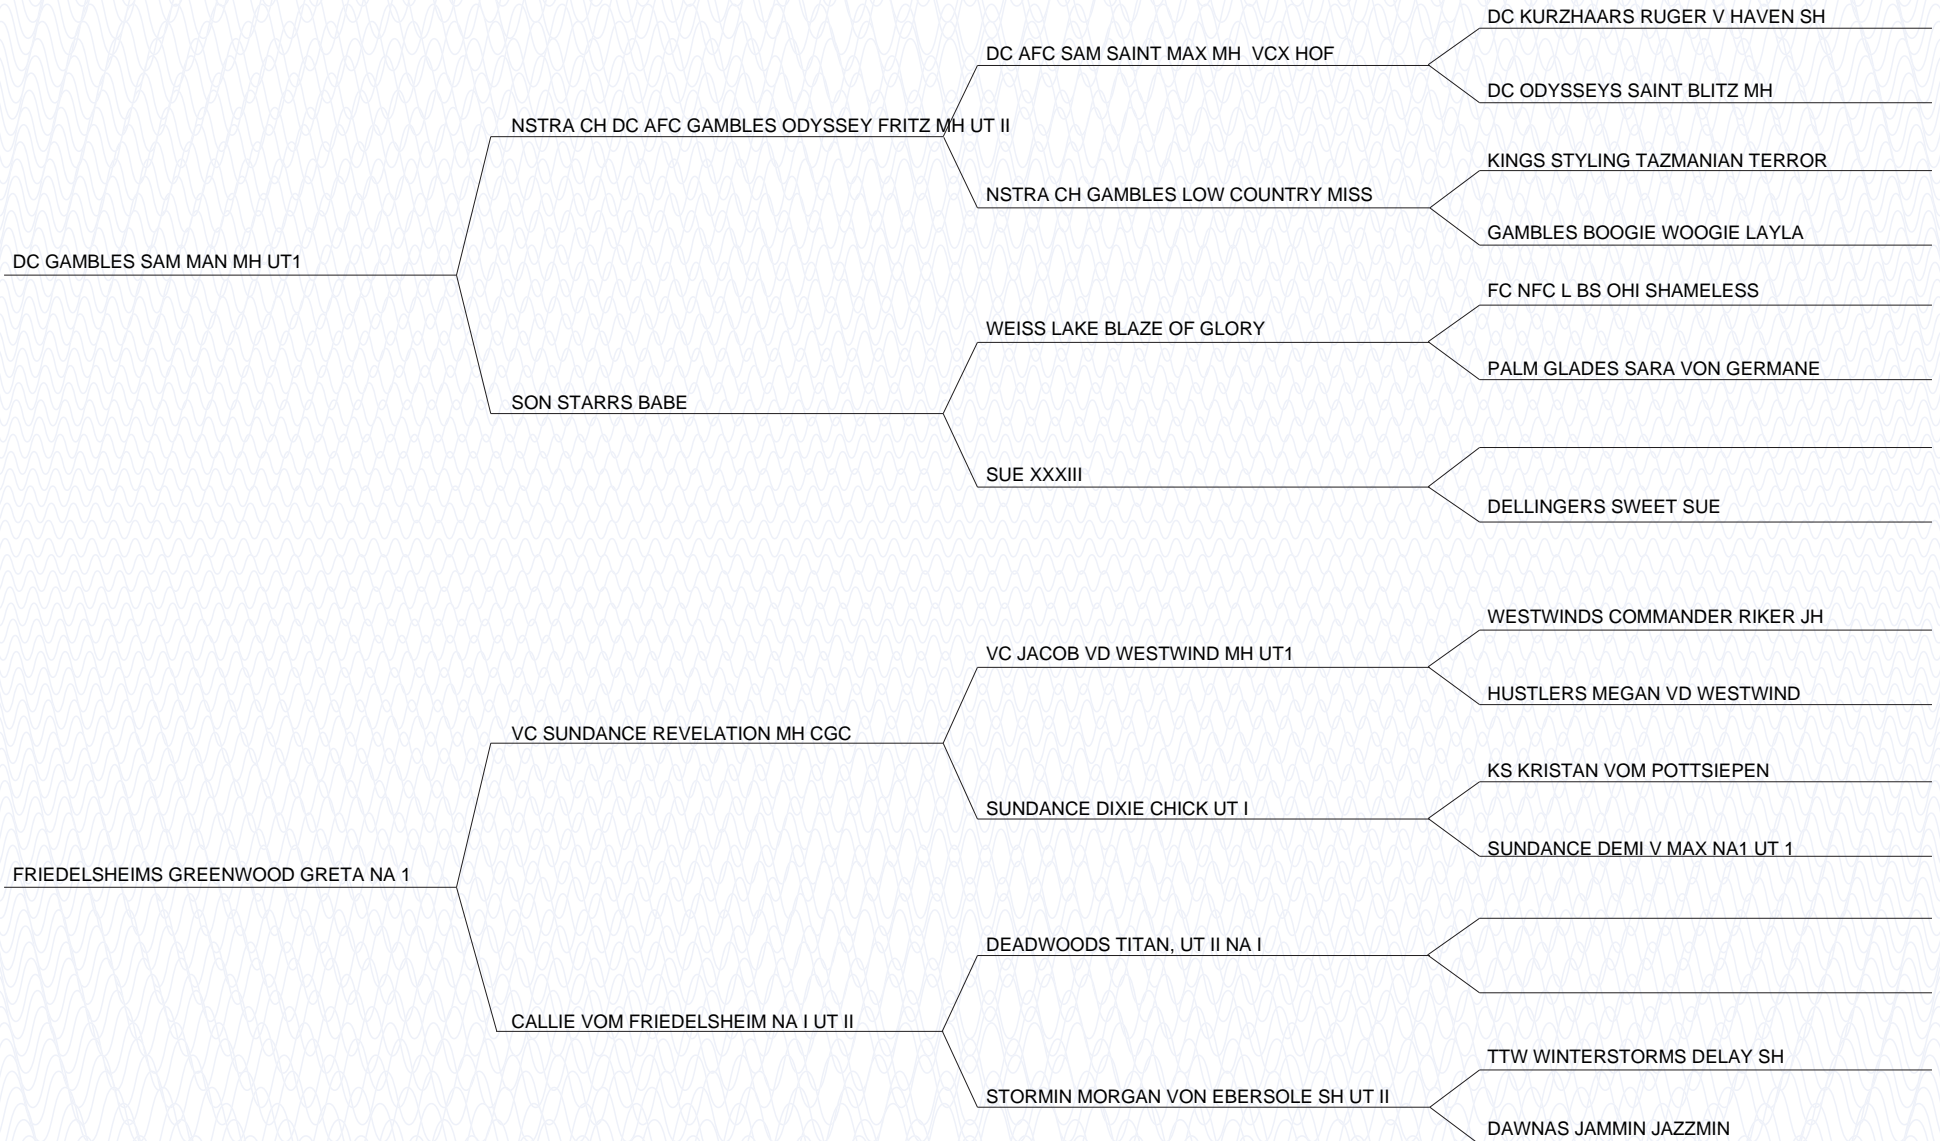 DC KURZHAARS RUGER V HAVEN SH
DC AFC SAM SAINT MAX MH  VCX HOF
DC ODYSSEYS SAINT BLITZ MH
NSTRA CH DC AFC GAMBLES ODYSSEY FRITZ MH UT II
KINGS STYLING TAZMANIAN TERROR
NSTRA CH GAMBLES LOW COUNTRY MISS
GAMBLES BOOGIE WOOGIE LAYLA
DC GAMBLES SAM MAN MH UT1
FC NFC L BS OHI SHAMELESS
WEISS LAKE BLAZE OF GLORY
PALM GLADES SARA VON GERMANE
SON STARRS BABE
SUE XXXIII
DELLINGERS SWEET SUE
WESTWINDS COMMANDER RIKER JH
VC JACOB VD WESTWIND MH UT1
HUSTLERS MEGAN VD WESTWIND
VC SUNDANCE REVELATION MH CGC
KS KRISTAN VOM POTTSIEPEN
SUNDANCE DIXIE CHICK UT I
SUNDANCE DEMI V MAX NA1 UT 1
FRIEDELSHEIMS GREENWOOD GRETA NA 1
DEADWOODS TITAN, UT II NA I
CALLIE VOM FRIEDELSHEIM NA I UT II
TTW WINTERSTORMS DELAY SH
STORMIN MORGAN VON EBERSOLE SH UT II
DAWNAS JAMMIN JAZZMIN